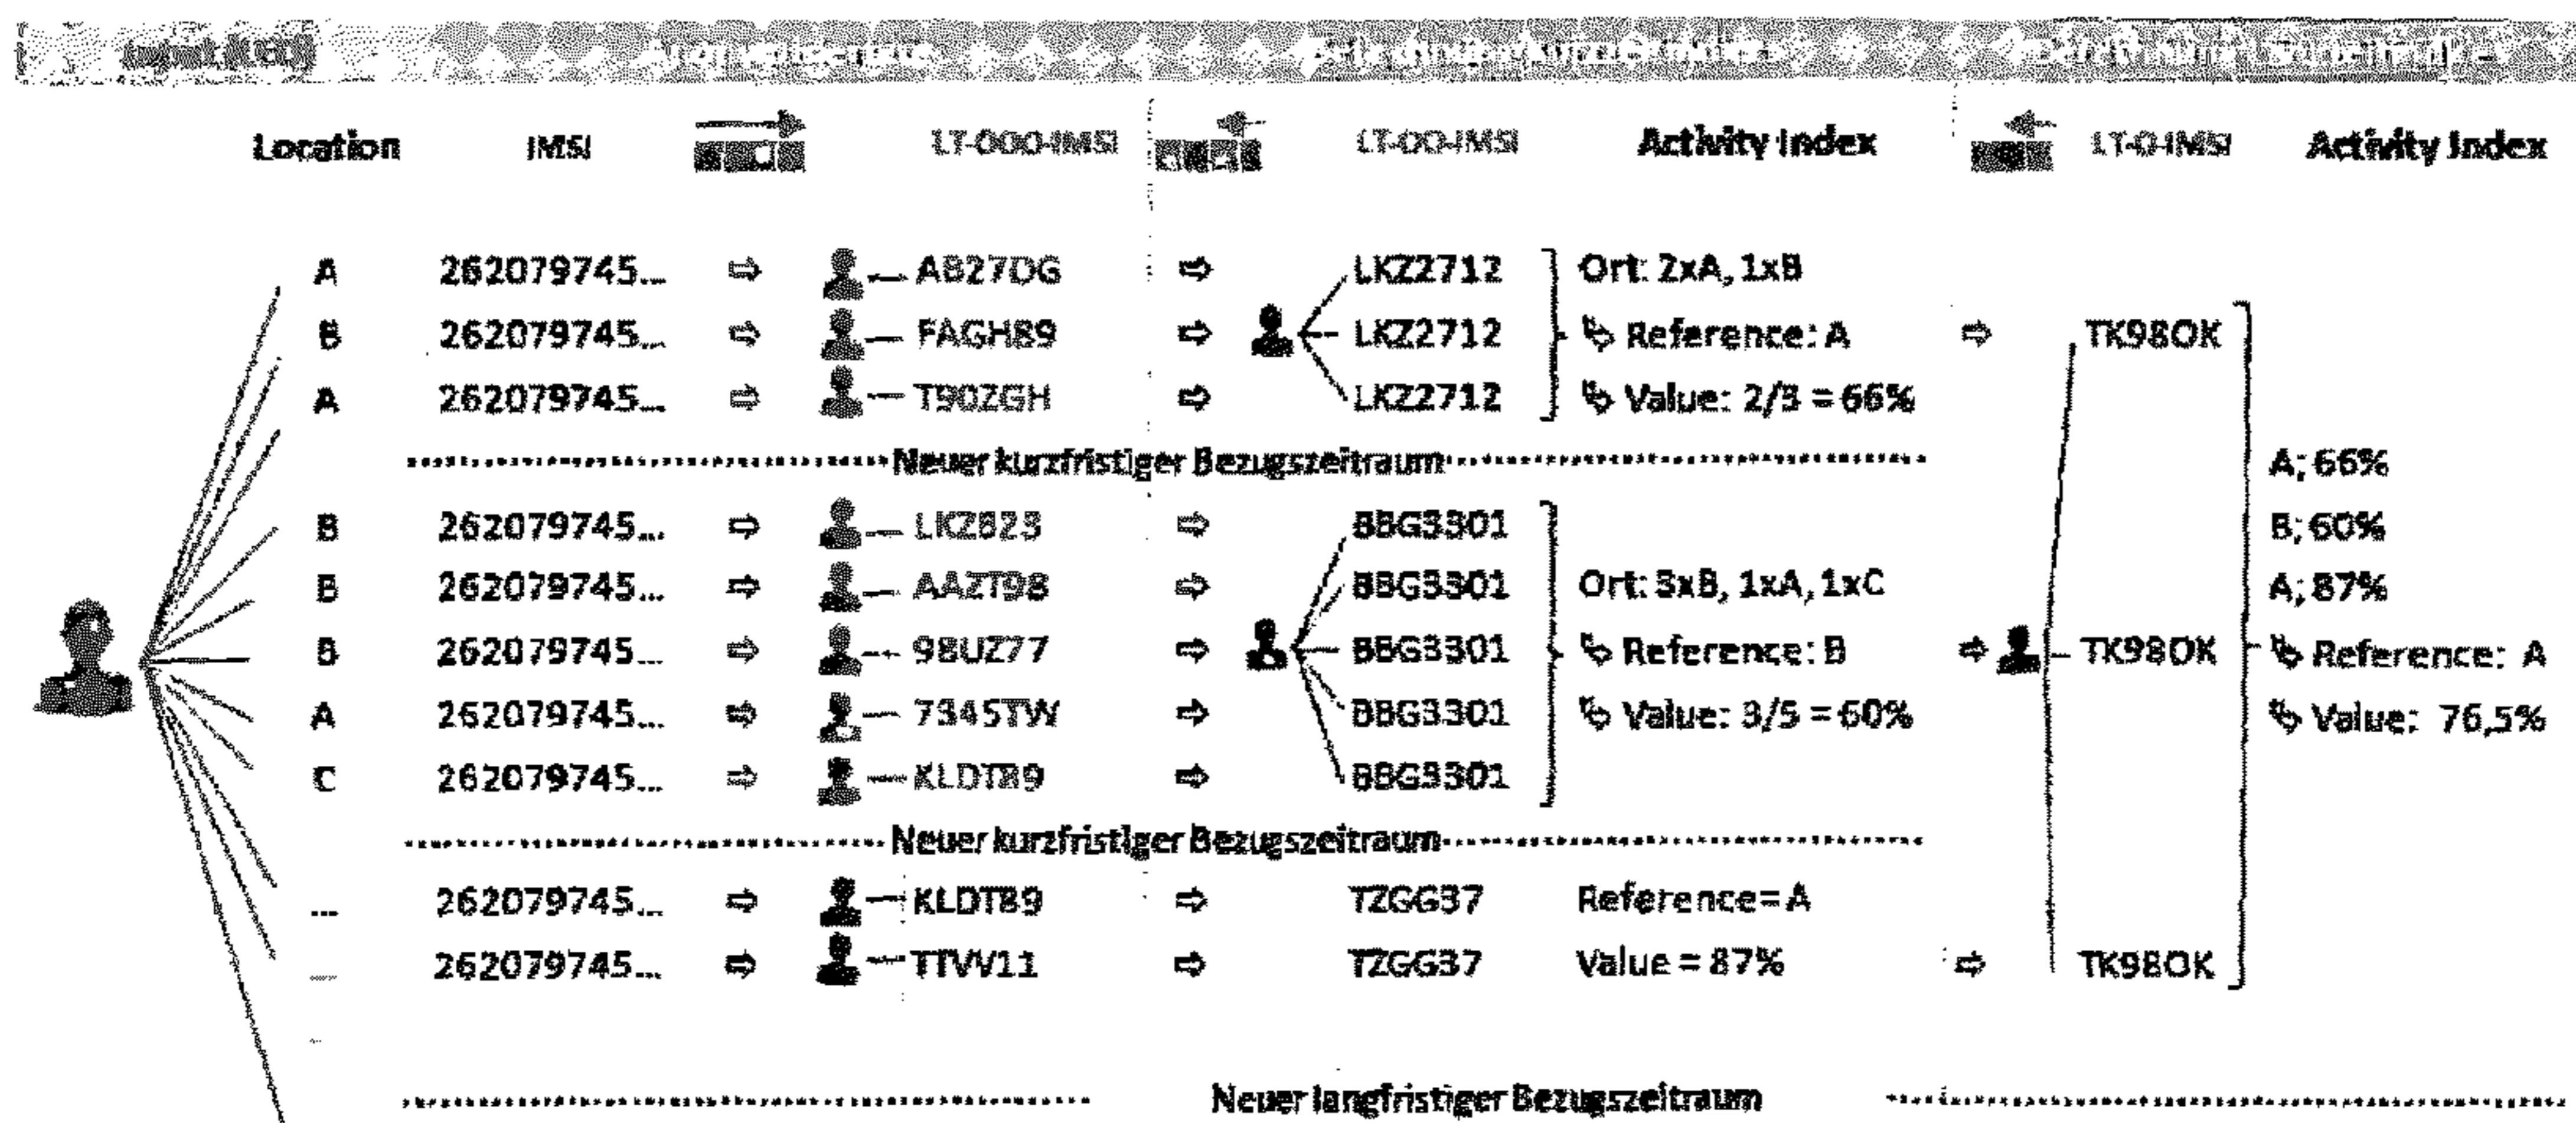 Location IMSI LT-OOO-IMSI LT-OO-IMSI Activity Index LT-O-IMSI Activity Index
A 262079745... AB27DG LKZ2712 Ort: 2xA, 1xB
B 262079745... FAGH89 LKZ2712 Reference: A TK98OK
A 262079745... T90ZGH LKZ2712 Value: 2/3 = 66%
Neuer kurzfristiger Bezugszeitraum
A; 66%
B 262079745... LKZ823 BBG3301 B; 60%
B 262079745... AAZT98 BBG3301 Ort: 3xB, 1xA, 1xC A; 87%
B 262079745... 98UZ77 BBG3301 Reference: B TK98OK Reference: A
A 262079745... 7345TW BBG3301 Value: 3/5 = 60% Value: 76,5%
C 262079745... KLDT89 BBG3301
Neuer kurzfristiger Bezugszeitraum
... 262079745... KLDT89 TZGG37 Reference= A
262079745... TTVV11 TZGG37 Value = 87% TK98OK
Neuer langfristiger Bezugszeitraum